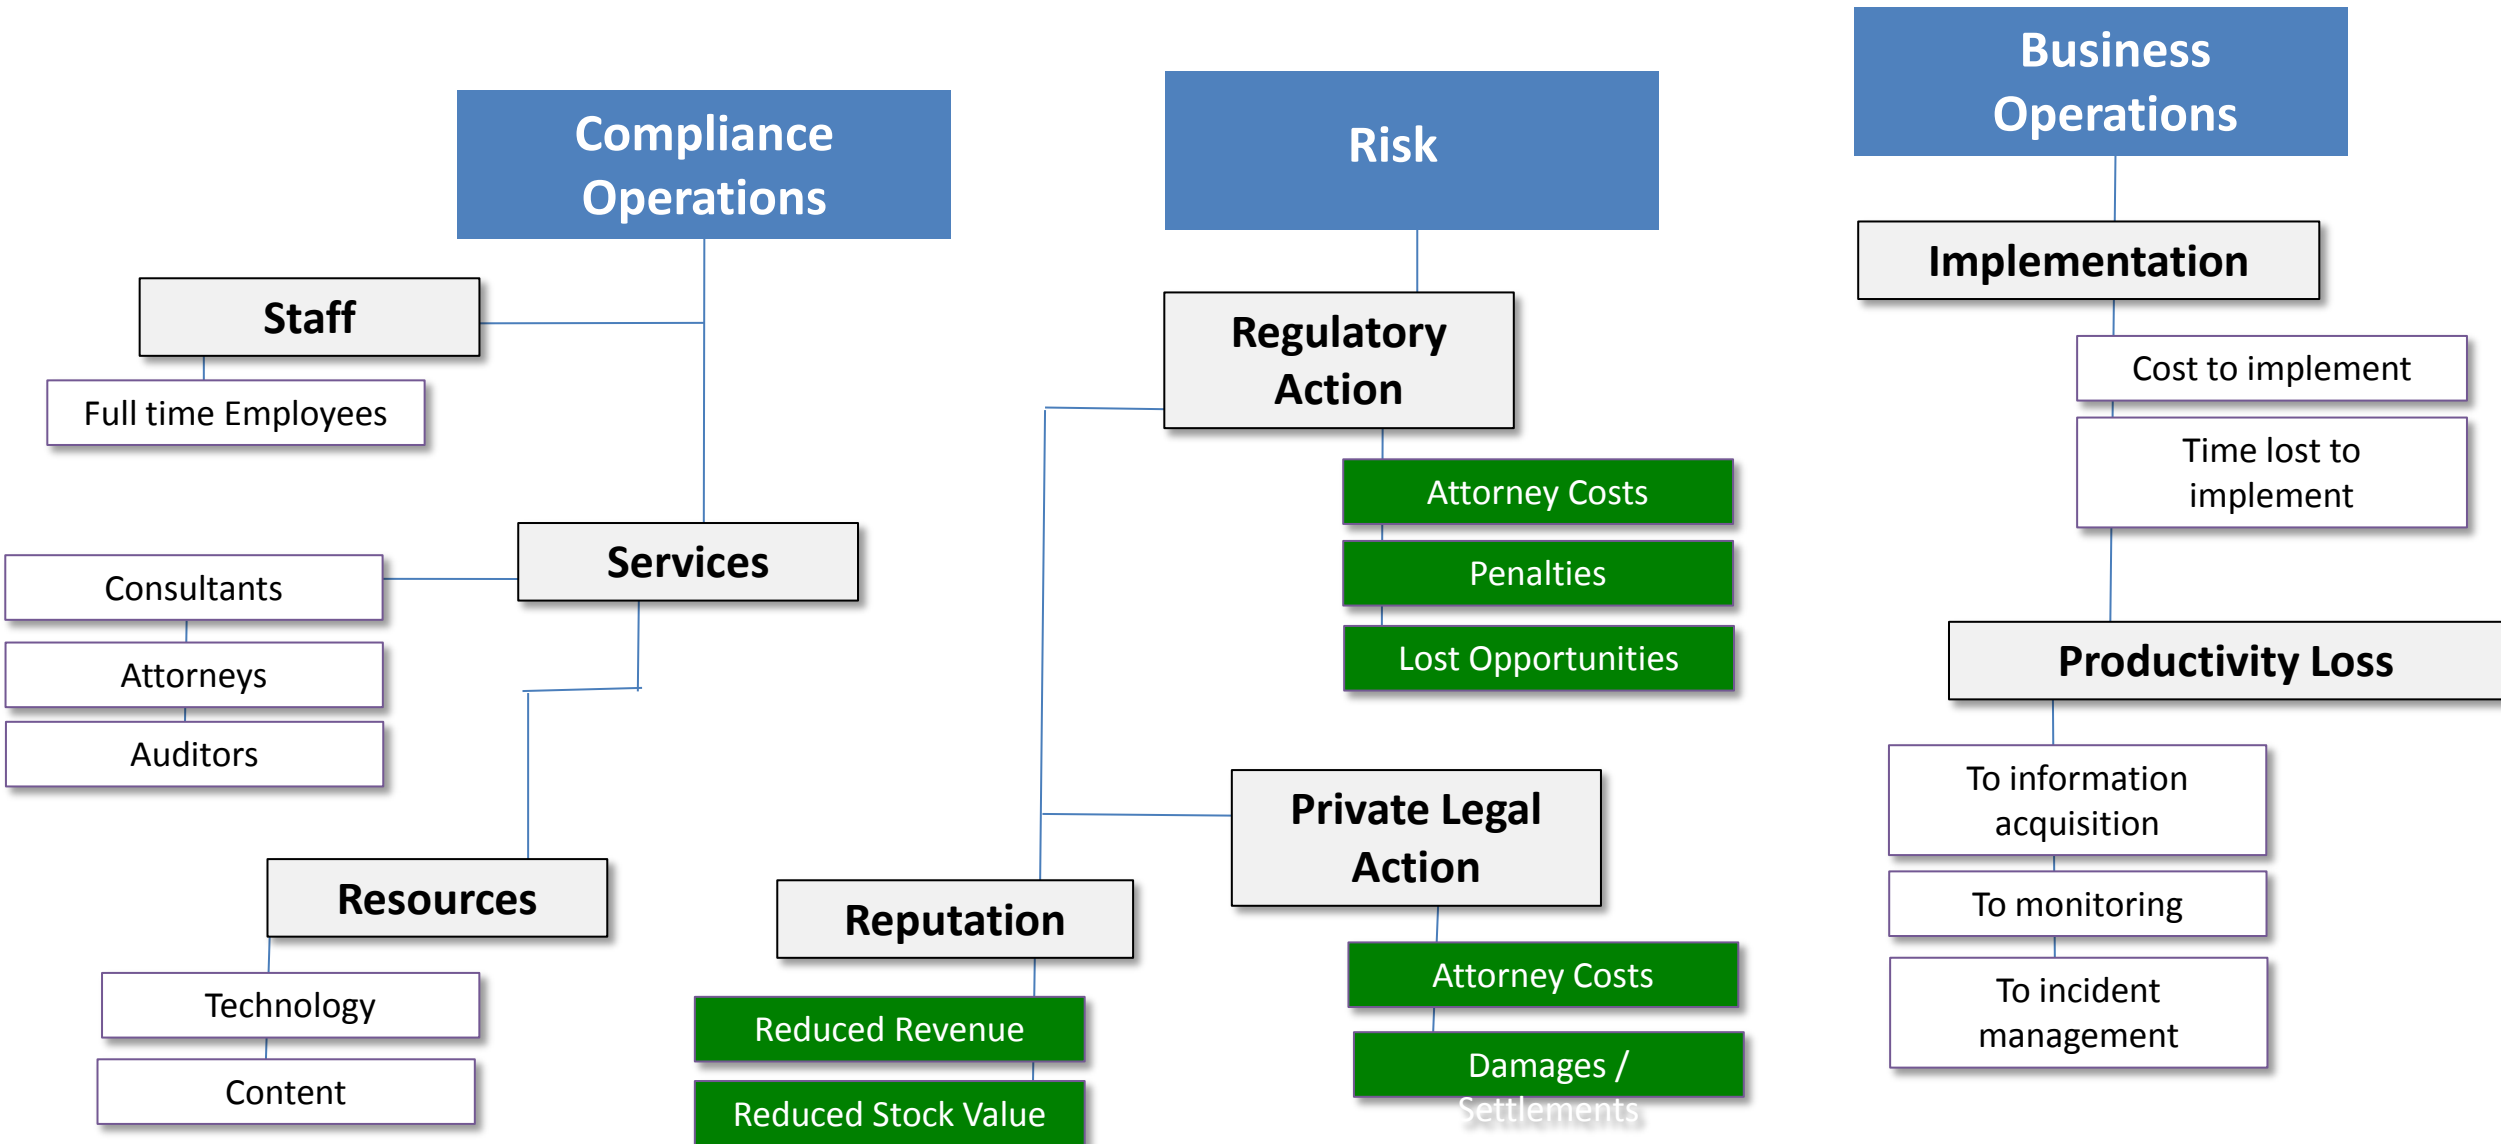 Compliance
Operations
Staff
Full time Employees
Services
Consultants
Attorneys
Auditors
Resources
Technology
Content
Risk
Regulatory
Action
Attorney Costs
Penalties
Lost Opportunities
Private Legal
Action
Attorney Costs
Damages /
Settlements
Reputation
Reduced Revenue
Reduced Stock Value
Business
Operations
Implementation
Cost to implement
Time lost to
implement
Productivity Loss
To information
acquisition
To monitoring
To incident
management